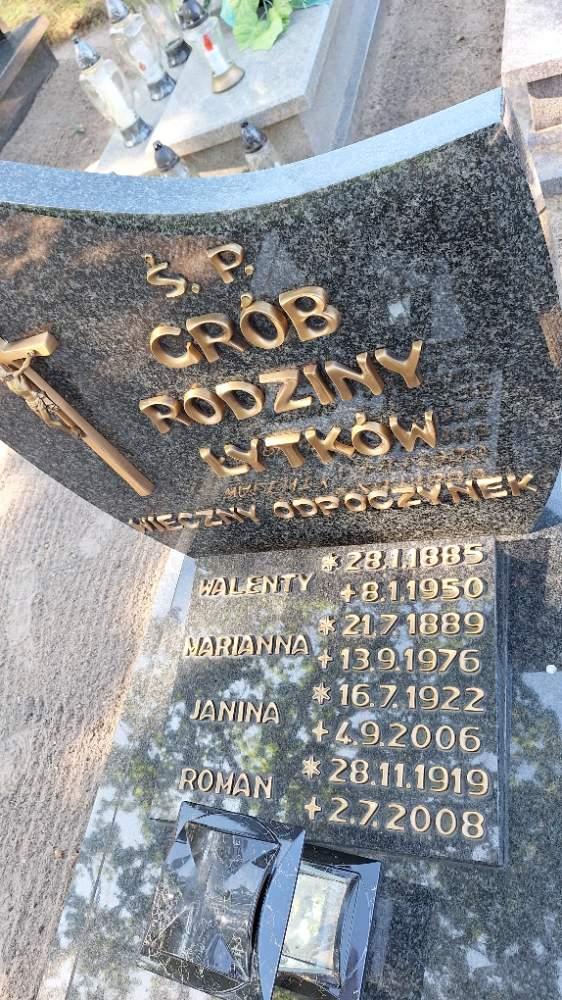 Ś. P.
GRÓB
RODZINY
ŁYTKÓW
WIECZNY ODPOCZYNEK
WALENTY *28.1.1885
+8.1.1950
MARIANNA *21.7.1889
+13.9.1976
JANINA *16.7.1922
+4.9.2006
ROMAN *28.11.1919
+2.7.2008